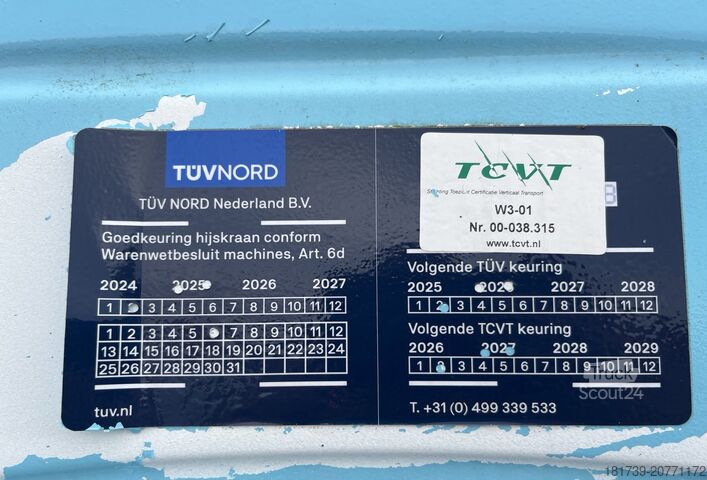 TÜVNORD
TÜV NORD Nederland B.V.
Goedkeuring hijskraan conform
Warenwetbesluit machines, Art. 6d
2024 2025 2026 2027
1 3 4 5 6 7 8 9 10 11 12
1 2 3 4 5 7 8 9 10 11 12
13 14 15 16 17 18 19 20 21 22 23 24
25 26 27 28 29 30 31
tuv.nl
TCVT
Stichting Toezicht Certificatie Verticaal Transport
W3-01
Nr. 00-038.315
www.tcvt.nl
Volgende TÜV keuring
2025 2026 2027 2028
1 2 3 4 5 6 7 8 9 10 11 12
Volgende TCVT keuring
2026 2027 2028 2029
1 2 3 4 5 6 7 8 9 10 11 12
T. +31 (0) 499 339 533
Truck
Scout24
181739-20771172